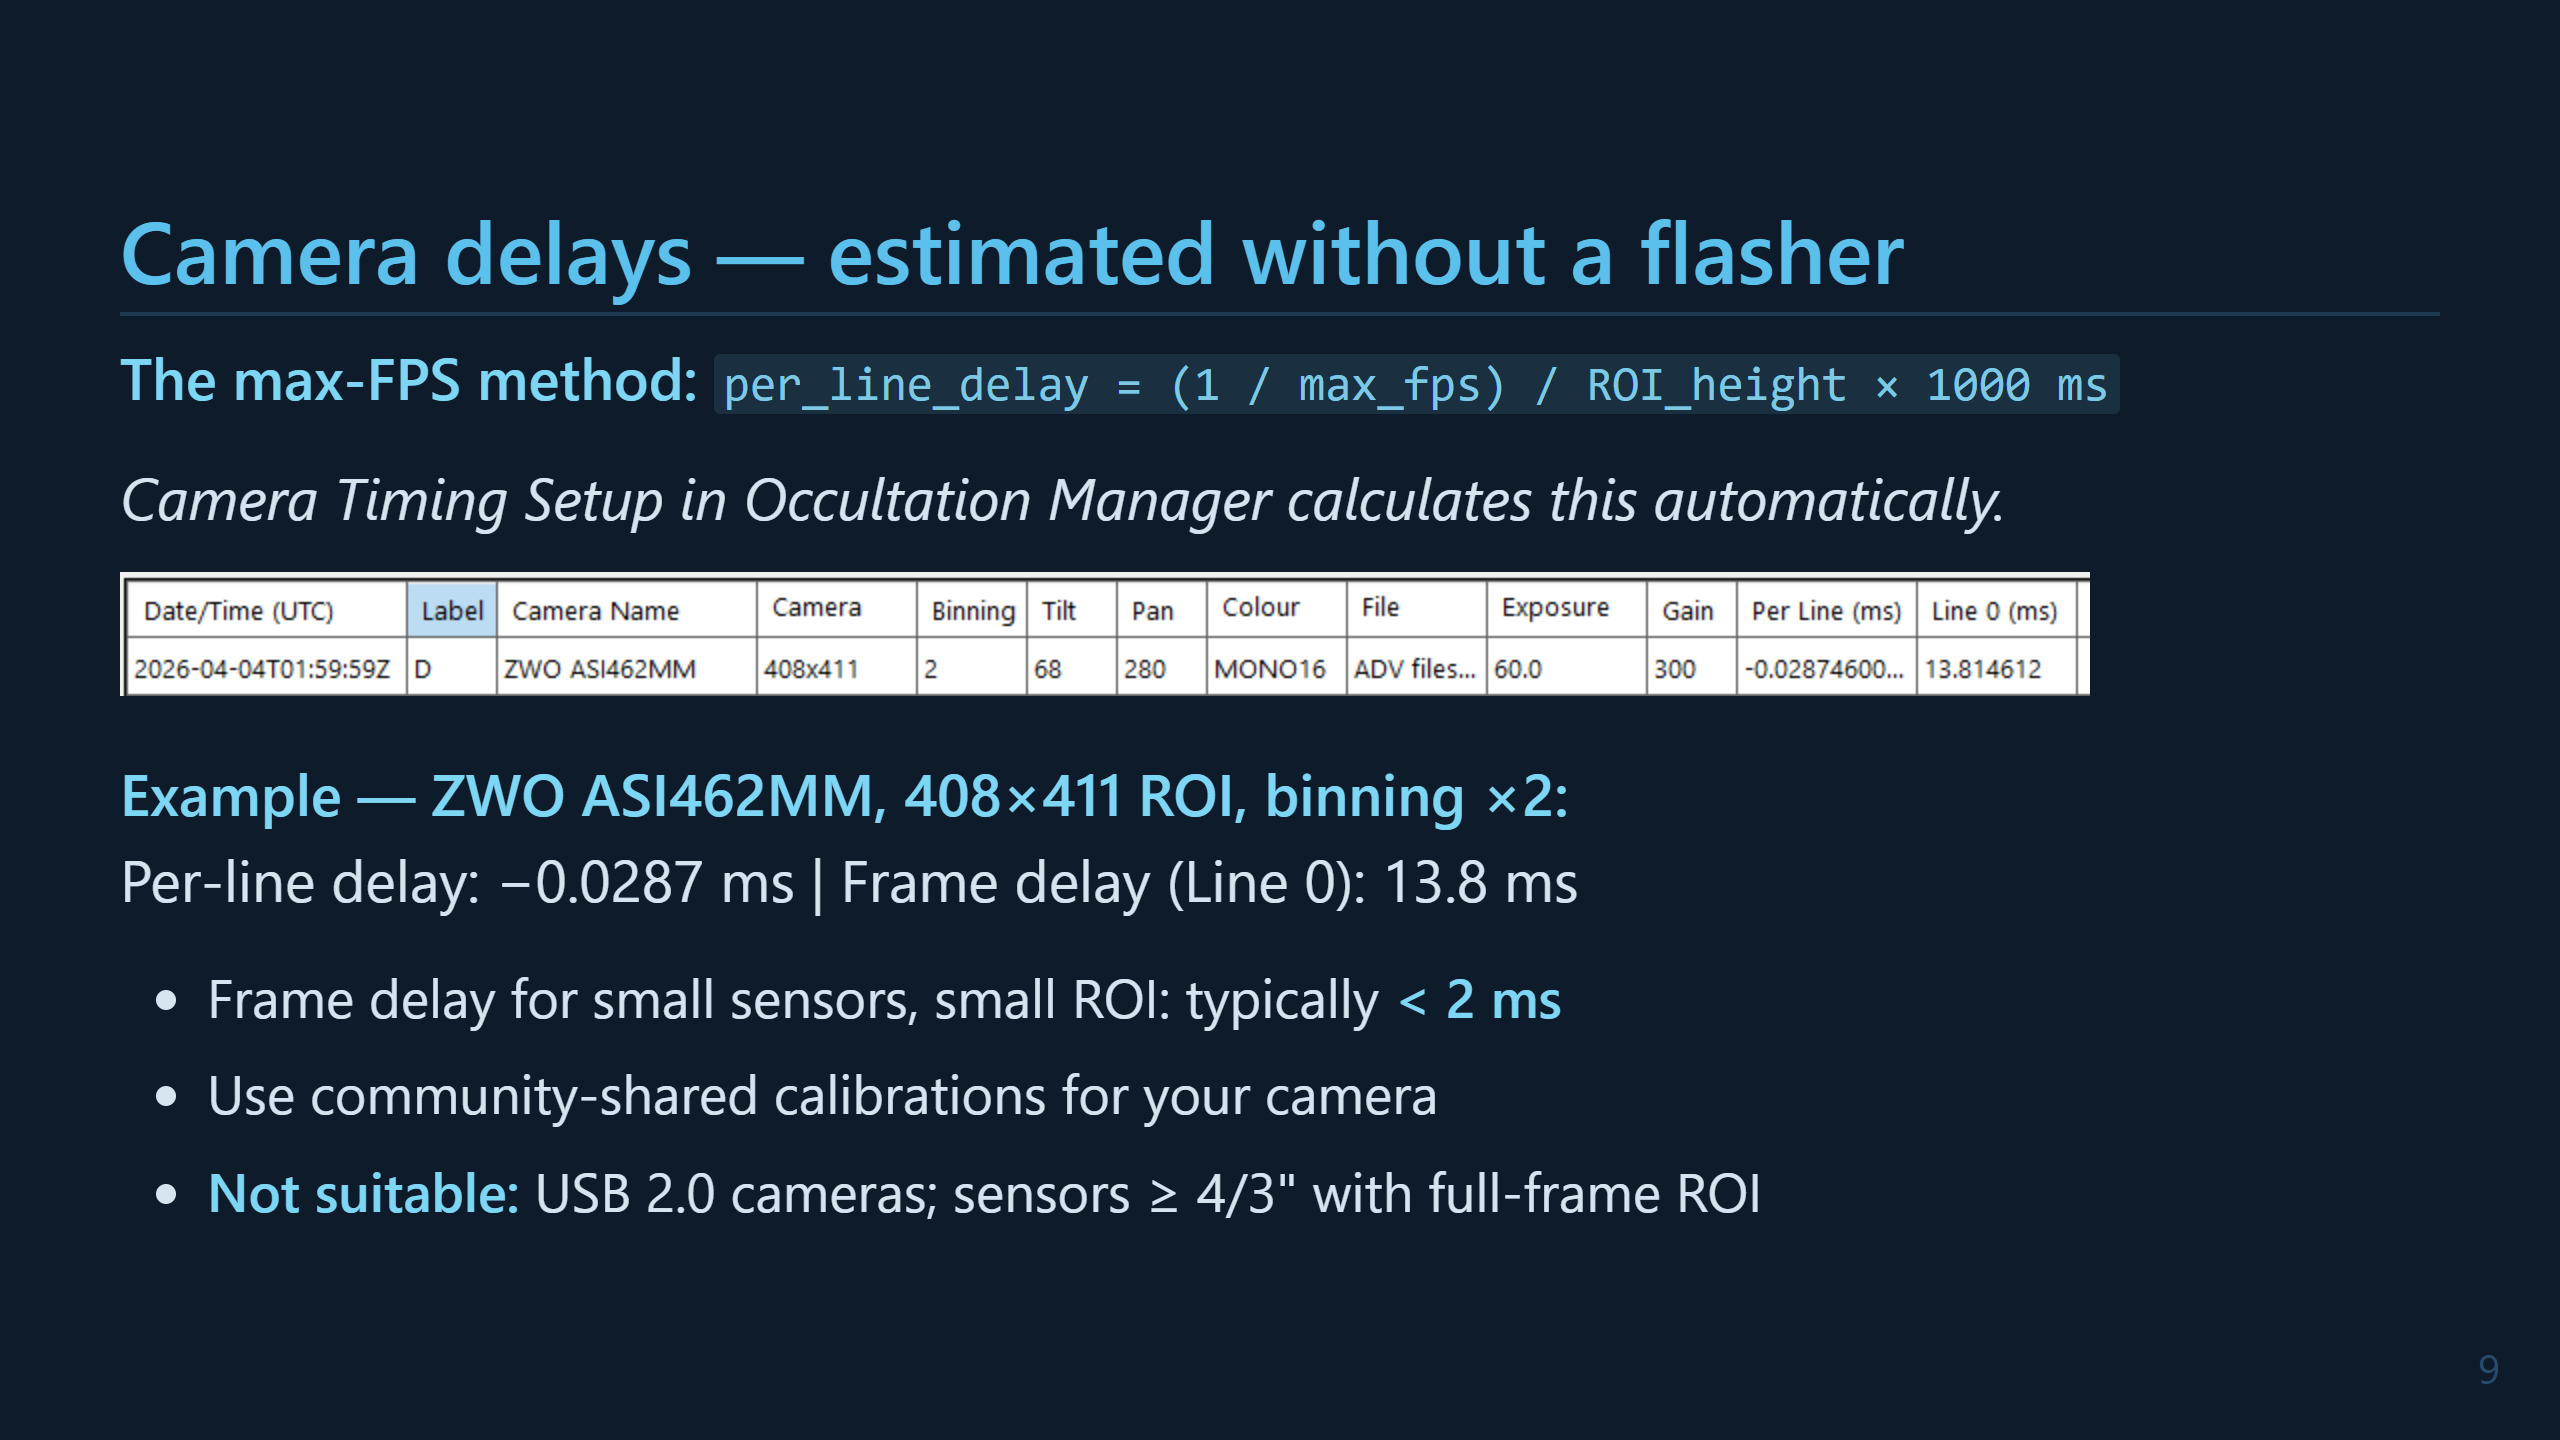 Camera delays — estimated without a flasher
The max-FPS method: per_line_delay = (1 / max_fps) / ROI_height × 1000 ms
Camera Timing Setup in Occultation Manager calculates this automatically.
Date/Time (UTC) Label Camera Name Camera Binning Tilt Pan Colour File Exposure Gain Per Line (ms) Line 0 (ms)
2026-04-04T01:59:59Z D ZWO ASI462MM 408x411 2 68 280 MONO16 ADV files... 60.0 300 -0.02874600... 13.814612
Example — ZWO ASI462MM, 408×411 ROI, binning ×2:
Per-line delay: −0.0287 ms | Frame delay (Line 0): 13.8 ms
• Frame delay for small sensors, small ROI: typically < 2 ms
• Use community-shared calibrations for your camera
• Not suitable: USB 2.0 cameras; sensors ≥ 4/3" with full-frame ROI
9